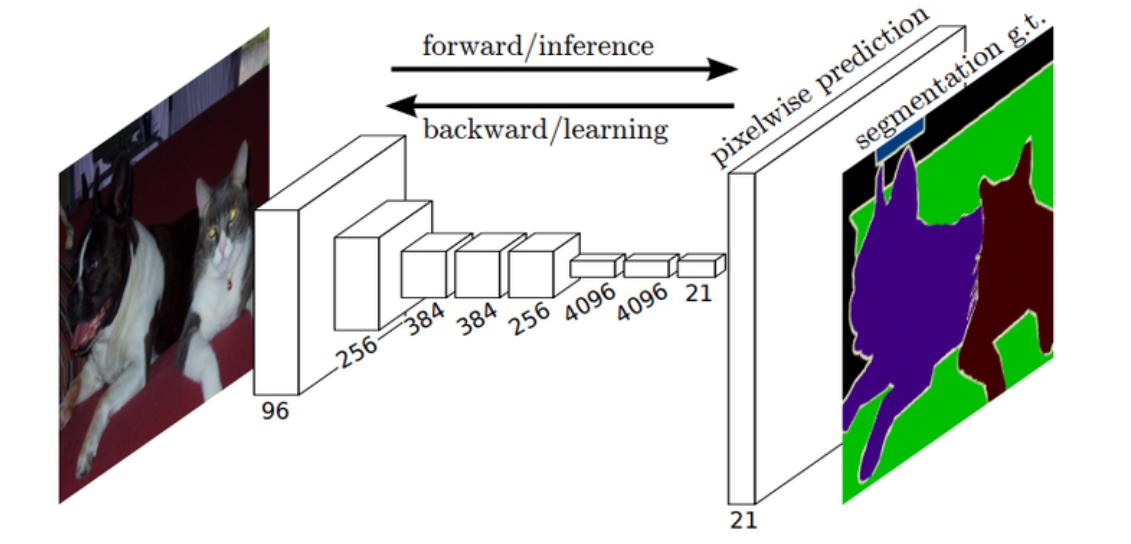 forward/inference
backward/learning
pixelwise prediction
segmentation g.t.
96
256
384
384
256
4096
4096
21
21